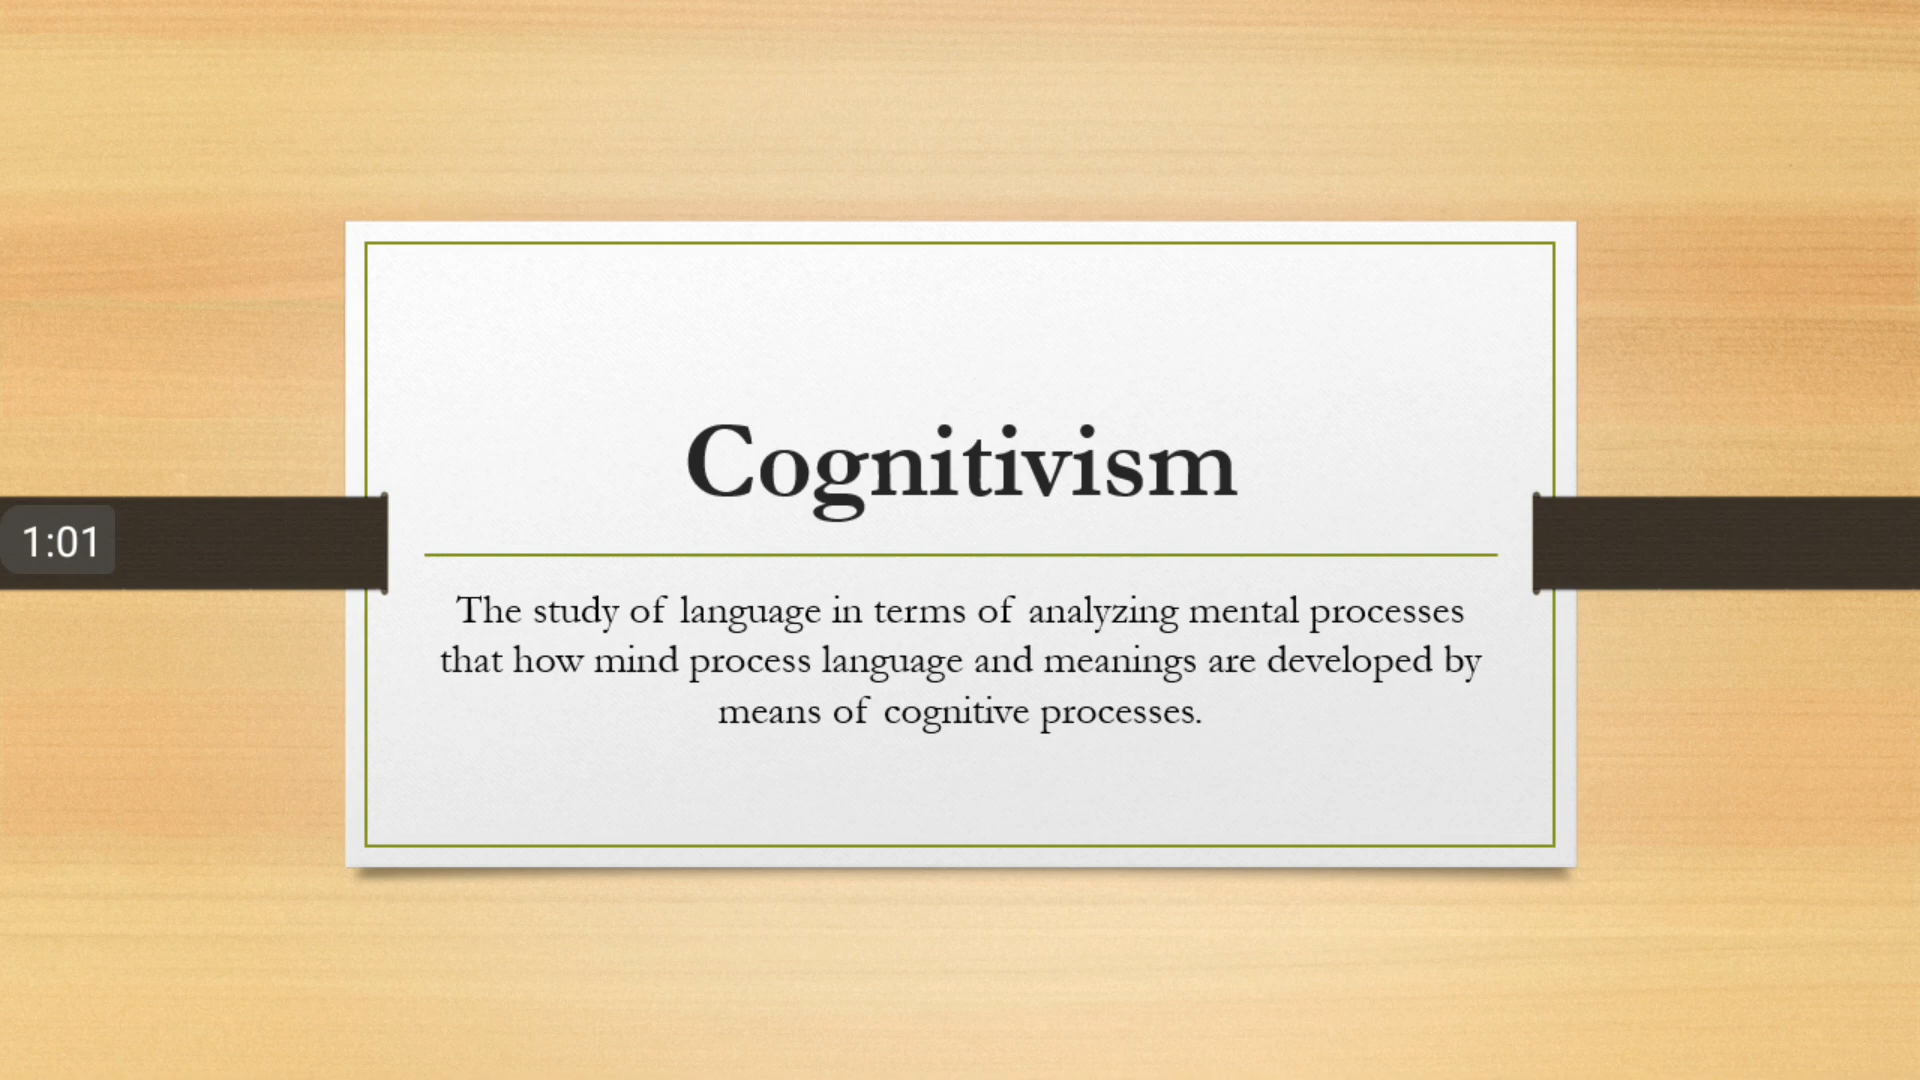 Cognitivism
1:01
The study of language in terms of analyzing mental processes
that how mind process language and meanings are developed by
means of cognitive processes.